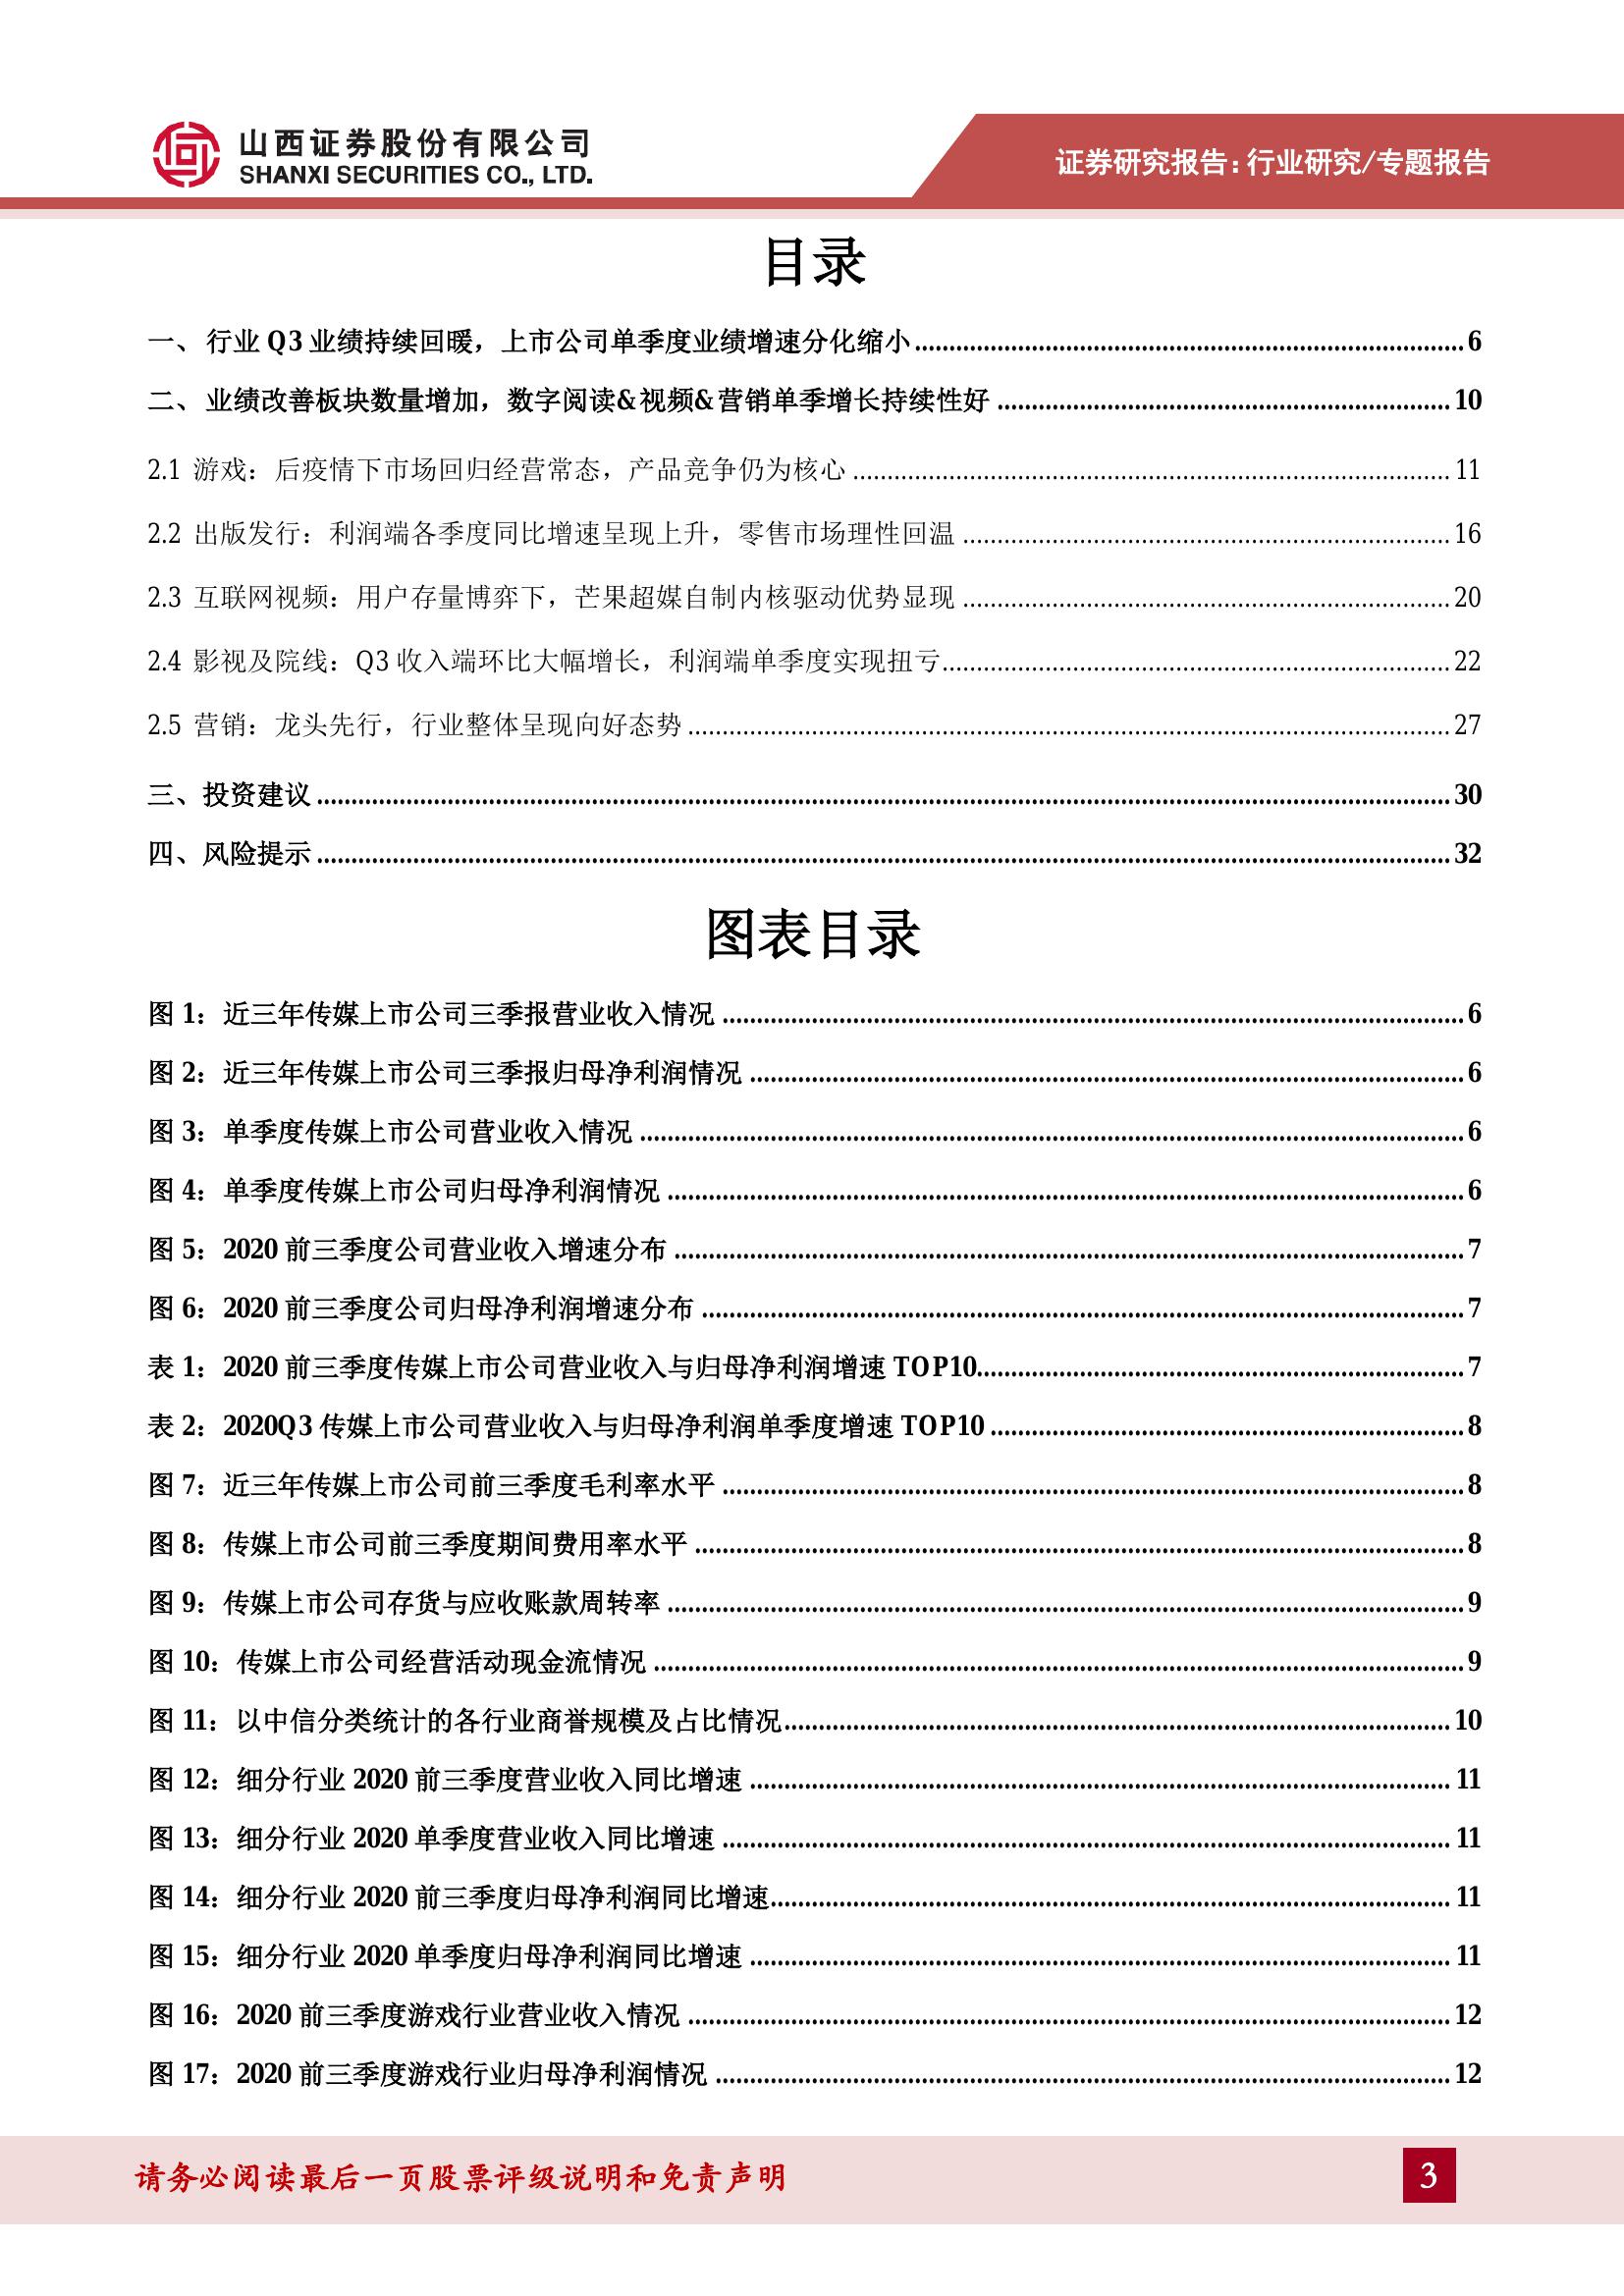 山西证券股份有限公司
SHANXI SECURITIES CO., LTD.
证券研究报告：行业研究/专题报告
目录
一、行业 Q3 业绩持续回暖，上市公司单季度业绩增速分化缩小 6
二、业绩改善板块数量增加，数字阅读&视频&营销单季增长持续性好 10
2.1 游戏：后疫情下市场回归经营常态，产品竞争仍为核心 11
2.2 出版发行：利润端各季度同比增速呈现上升，零售市场理性回温 16
2.3 互联网视频：用户存量博弈下，芒果超媒自制内核驱动优势显现 20
2.4 影视及院线：Q3 收入端环比大幅增长，利润端单季度实现扭亏 22
2.5 营销：龙头先行，行业整体呈现向好态势 27
三、投资建议 30
四、风险提示 32
图表目录
图 1：近三年传媒上市公司三季报营业收入情况 6
图 2：近三年传媒上市公司三季报归母净利润情况 6
图 3：单季度传媒上市公司营业收入情况 6
图 4：单季度传媒上市公司归母净利润情况 6
图 5：2020 前三季度公司营业收入增速分布 7
图 6：2020 前三季度公司归母净利润增速分布 7
表 1：2020 前三季度传媒上市公司营业收入与归母净利润增速 TOP10 7
表 2：2020Q3 传媒上市公司营业收入与归母净利润单季度增速 TOP10 8
图 7：近三年传媒上市公司前三季度毛利率水平 8
图 8：传媒上市公司前三季度期间费用率水平 8
图 9：传媒上市公司存货与应收账款周转率 9
图 10：传媒上市公司经营活动现金流情况 9
图 11：以中信分类统计的各行业商誉规模及占比情况 10
图 12：细分行业 2020 前三季度营业收入同比增速 11
图 13：细分行业 2020 单季度营业收入同比增速 11
图 14：细分行业 2020 前三季度归母净利润同比增速 11
图 15：细分行业 2020 单季度归母净利润同比增速 11
图 16：2020 前三季度游戏行业营业收入情况 12
图 17：2020 前三季度游戏行业归母净利润情况 12
请务必阅读最后一页股票评级说明和免责声明
3